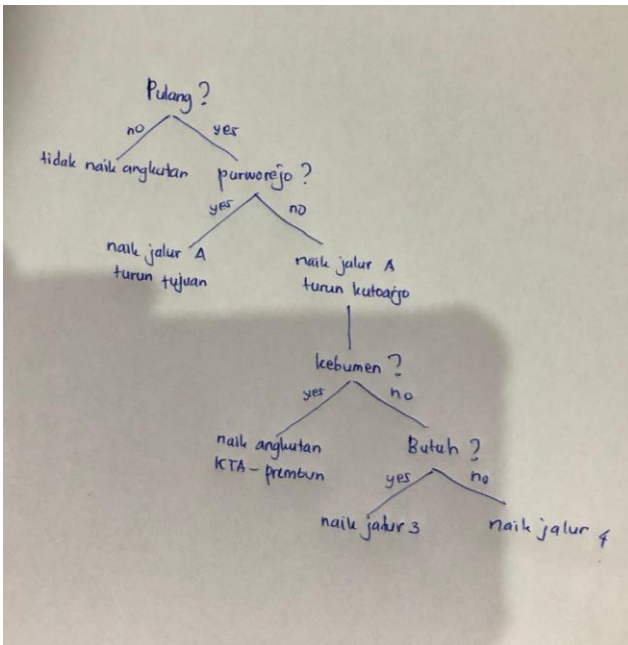 Pulang ?
no yes
tidak naik angkutan purworejo ?
yes no
naik jalur A naik jalur A
turun tujuan turun kutoarjo
kebumen ?
yes no
naik angkutan Butuh ?
KTA - prembun yes no
naik jalur 3 naik jalur 4